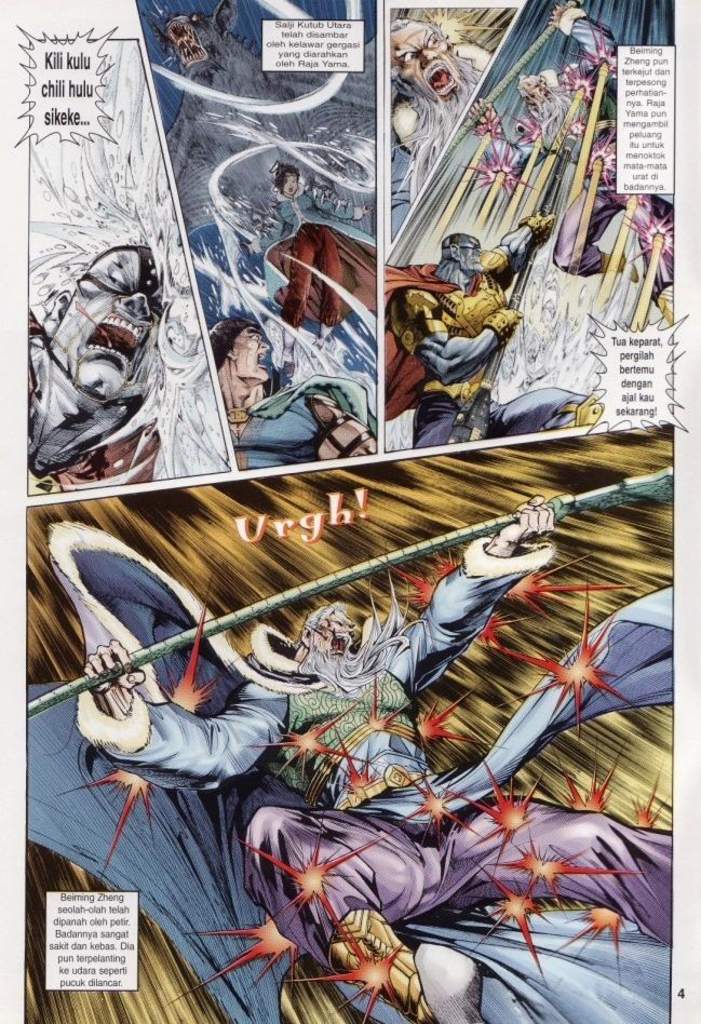 Kili kulu
chili hulu
sikeke...
Salji Kutub Utara
telah disambar
oleh kelawar gergasi
yang diarahkan
oleh Raja Yama.
Beiming
Zheng pun
terkejut dan
terpesong
perhatian-
nya. Raja
Yama pun
mengambil
peluang
itu untuk
menoktok
mata-mata
urat di
badannya.
Tua keparat,
pergilah
bertemu
dengan
ajal kau
sekarang!
Urgh!
Beiming Zheng
seolah-olah telah
dipanah oleh petir.
Badannya sangat
sakit dan kebas. Dia
pun terpelanting
ke udara seperti
pucuk dilancar.
4